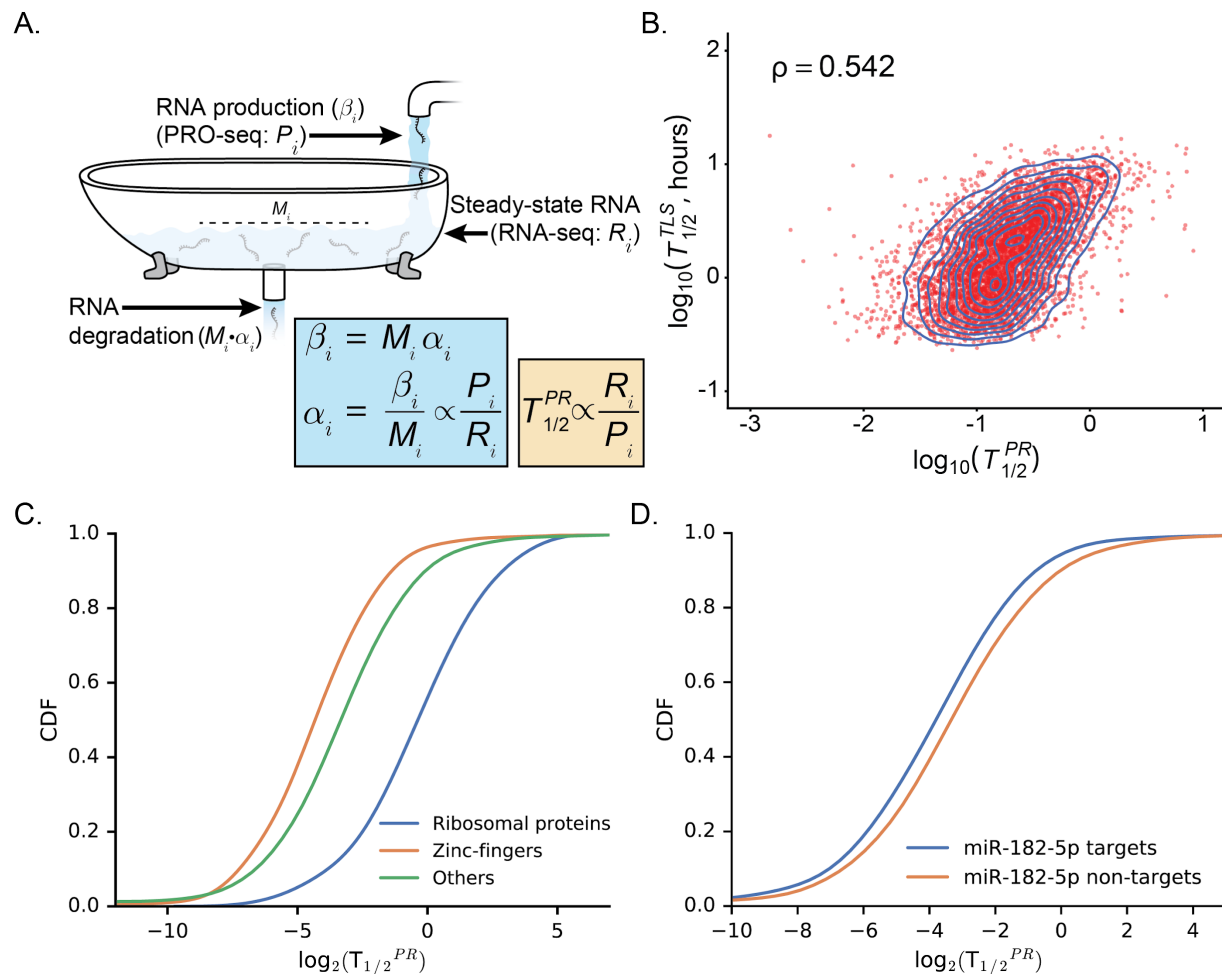 A.
RNA production (βᵢ)
(PRO-seq: Pᵢ)
Mᵢ
Steady-state RNA
(RNA-seq: Rᵢ)
RNA
degradation (Mᵢ•αᵢ)
βᵢ = Mᵢ αᵢ
αᵢ = βᵢ/Mᵢ ∝ Pᵢ/Rᵢ
T₁/₂ᴾᴿ ∝ Rᵢ/Pᵢ
B.
ρ = 0.542
log₁₀(T₁/₂ᵀᴸˢ, hours)
2
1
0
-1
-3 -2 -1 0 1
log₁₀(T₁/₂ᴾᴿ)
C.
CDF
1.0
0.8
0.6
0.4
0.2
0.0
Ribosomal proteins
Zinc-fingers
Others
−10 −5 0 5
log₂(T₁/₂ᴾᴿ)
D.
CDF
1.0
0.8
0.6
0.4
0.2
0.0
miR-182-5p targets
miR-182-5p non-targets
−10 −8 −6 −4 −2 0 2 4
log₂(T₁/₂ᴾᴿ)